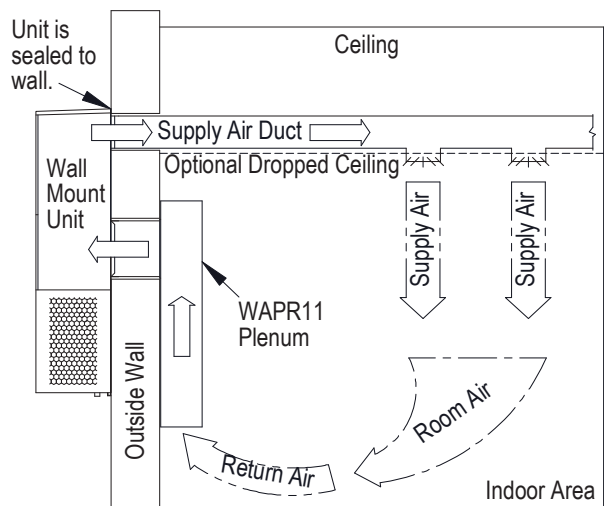 Unit is
sealed to
wall.
Ceiling
Supply Air Duct
Optional Dropped Ceiling
Wall
Mount
Unit
Supply Air
Supply Air
WAPR11
Plenum
Outside Wall
Room Air
Return Air
Indoor Area